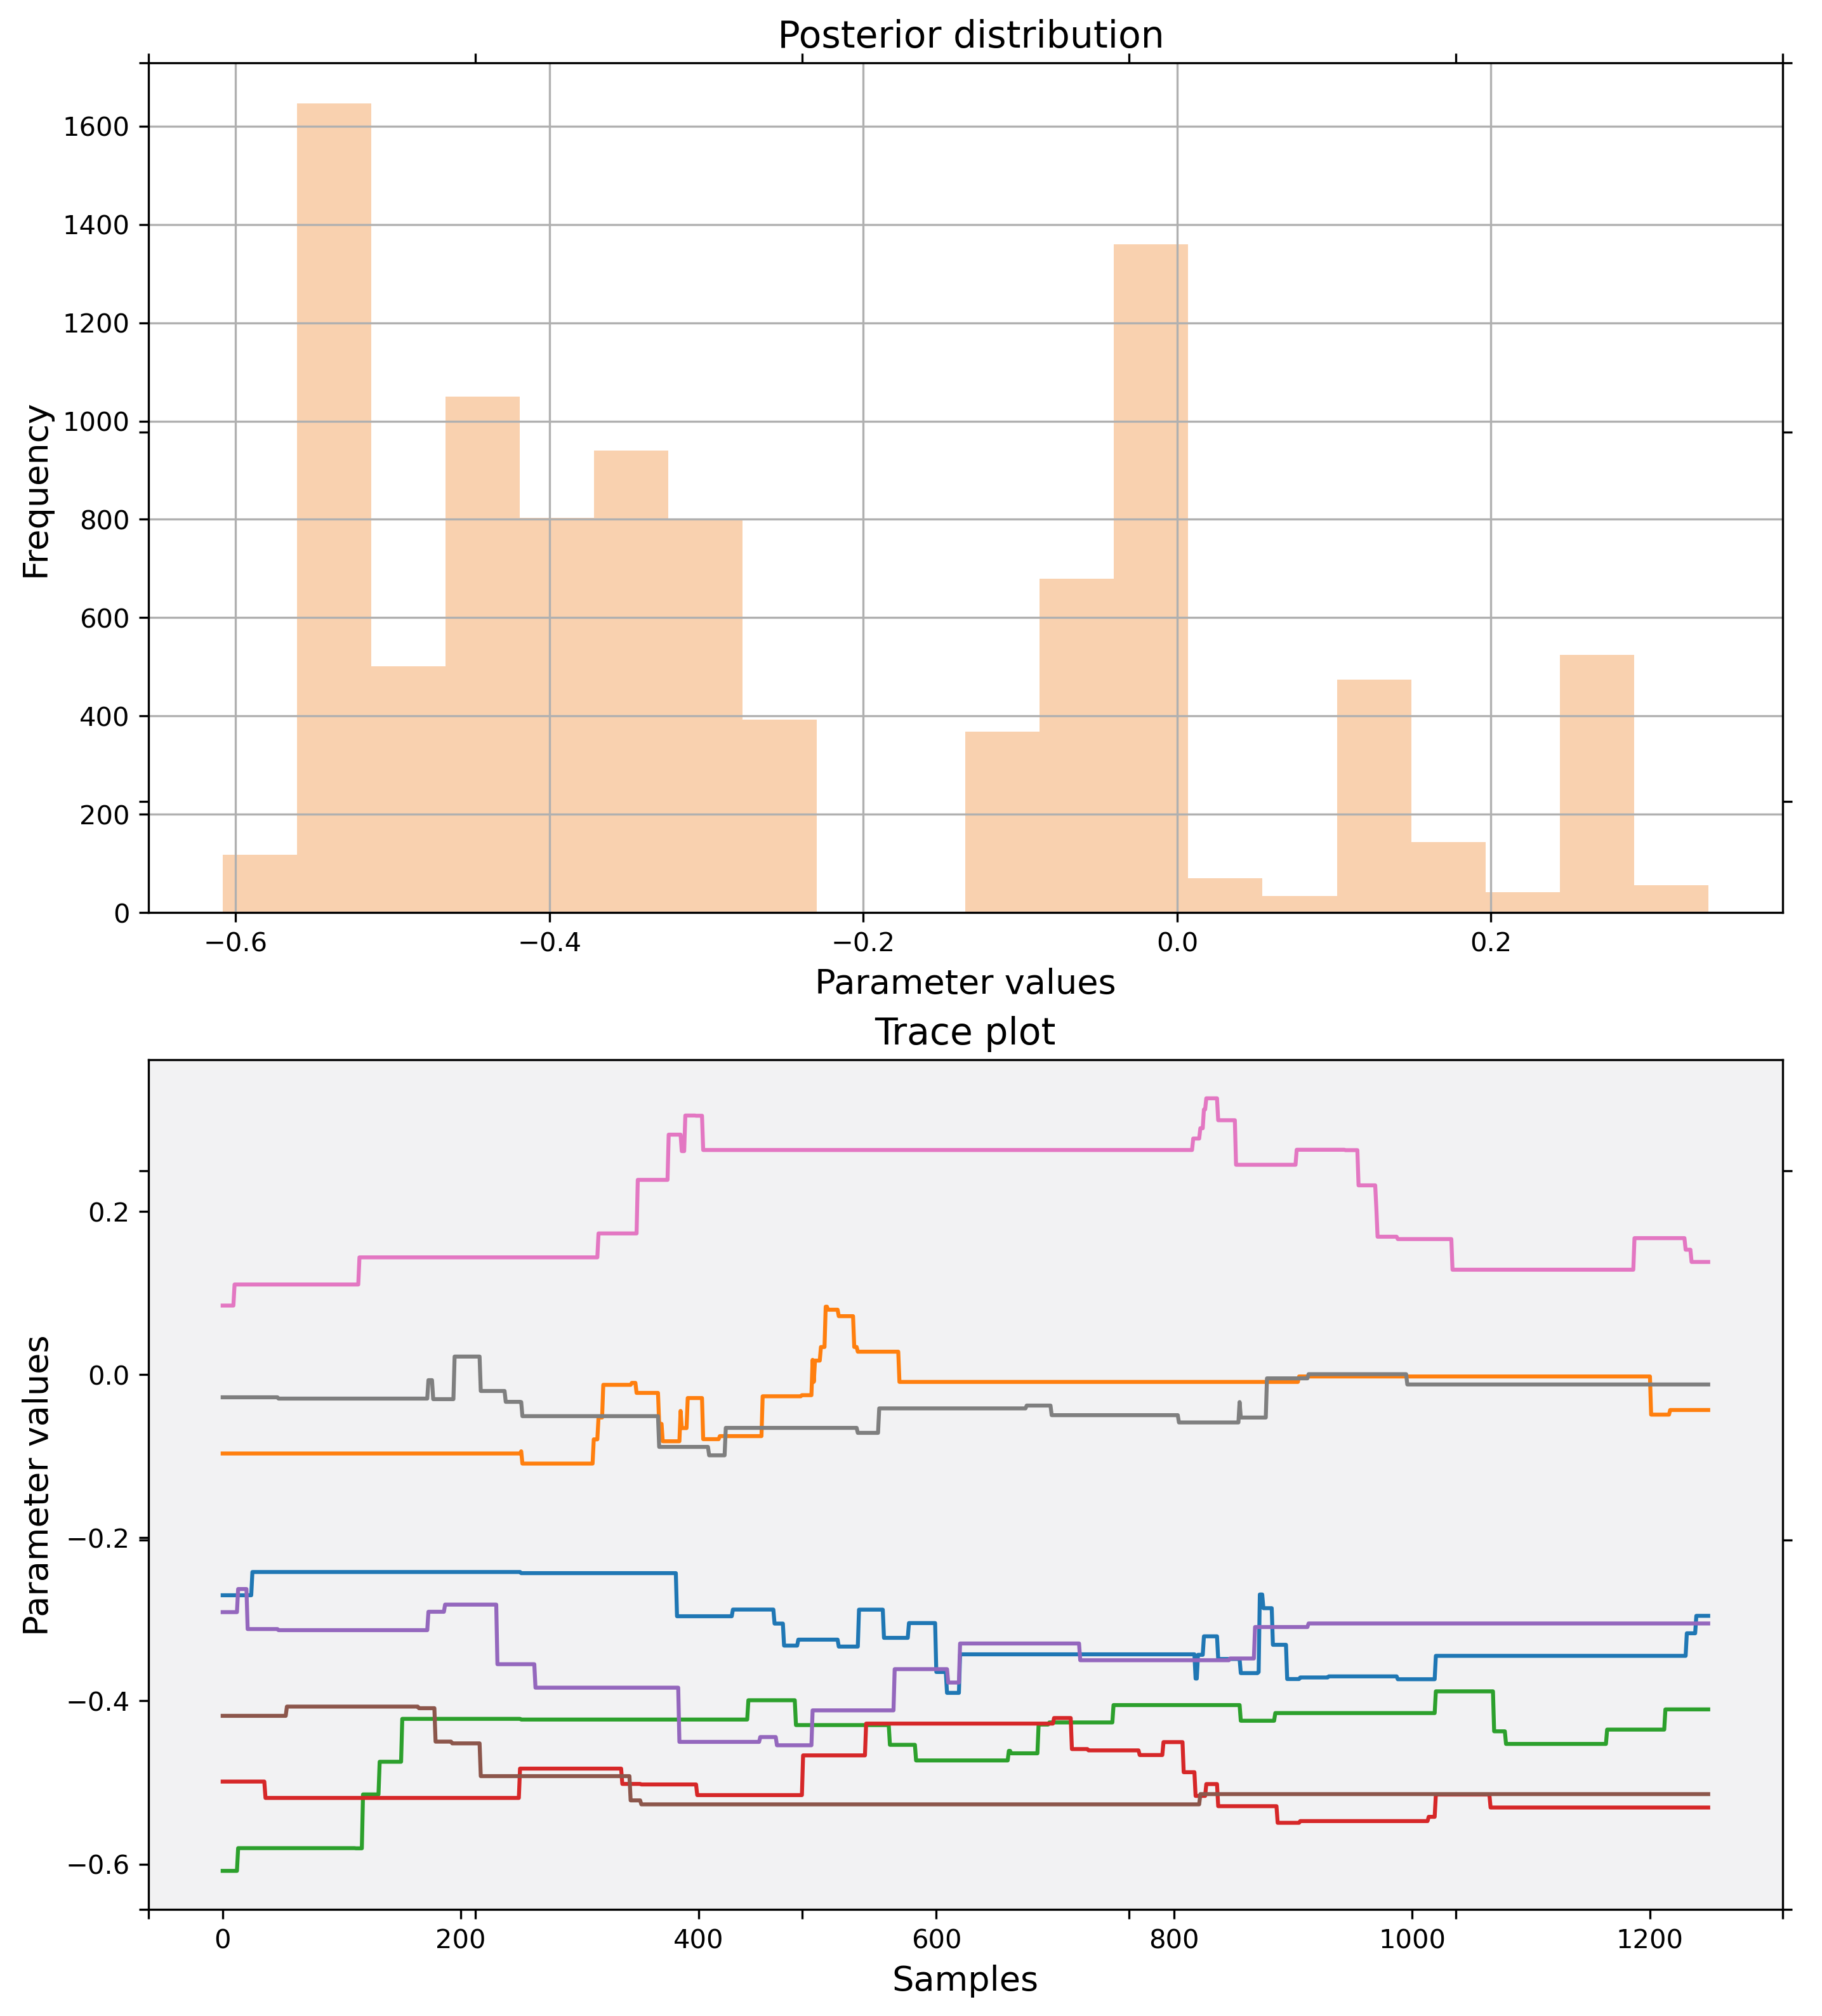 Posterior distribution
1600
1400
1200
1000
800
600
400
200
0
Frequency
−0.6 −0.4 −0.2 0.0 0.2
Parameter values
Trace plot
0.2
0.0
−0.2
−0.4
−0.6
Parameter values
0 200 400 600 800 1000 1200
Samples